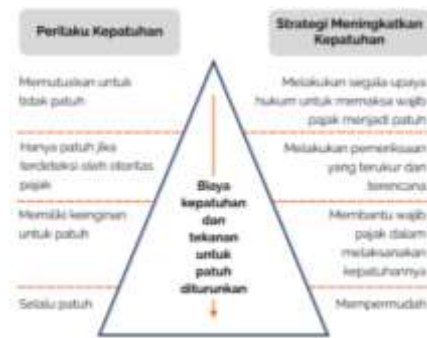 Perilaku Kepatuhan
Strategi Meningkatkan
Kepatuhan
Memutuskan untuk
tidak patuh
Melakukan segala upaya
hukum untuk memaksa wajib
pajak menjadi patuh
Hanya patuh jika
terdeteksi oleh otoritas
pajak
Melakukan pemeriksaan
yang terukur dan
terencana
Memiliki keinginan
untuk patuh
Membantu wajib
pajak dalam
melaksanakan
kepatuhannya
Selalu patuh
Mempermudah
Biaya
kepatuhan
dan
tekanan
untuk
patuh
diturunkan